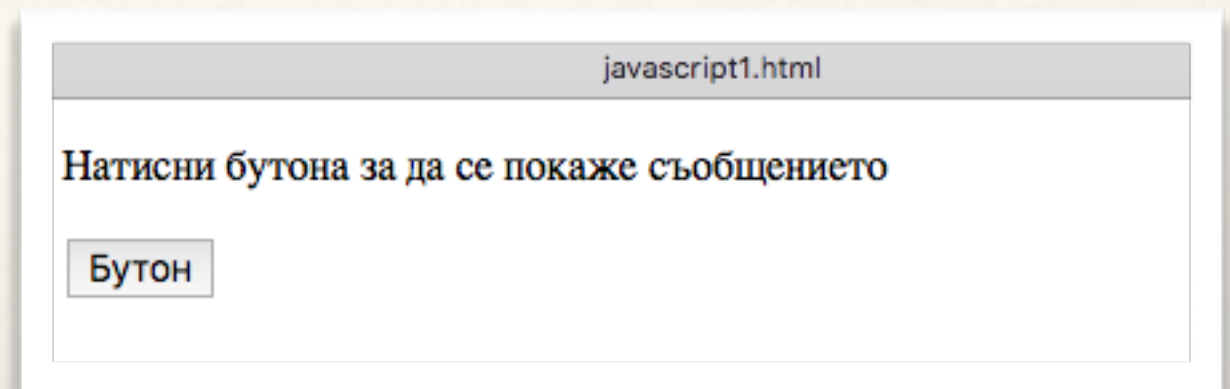 javascript1.html
Натисни бутона за да се покаже съобщението
Бутон